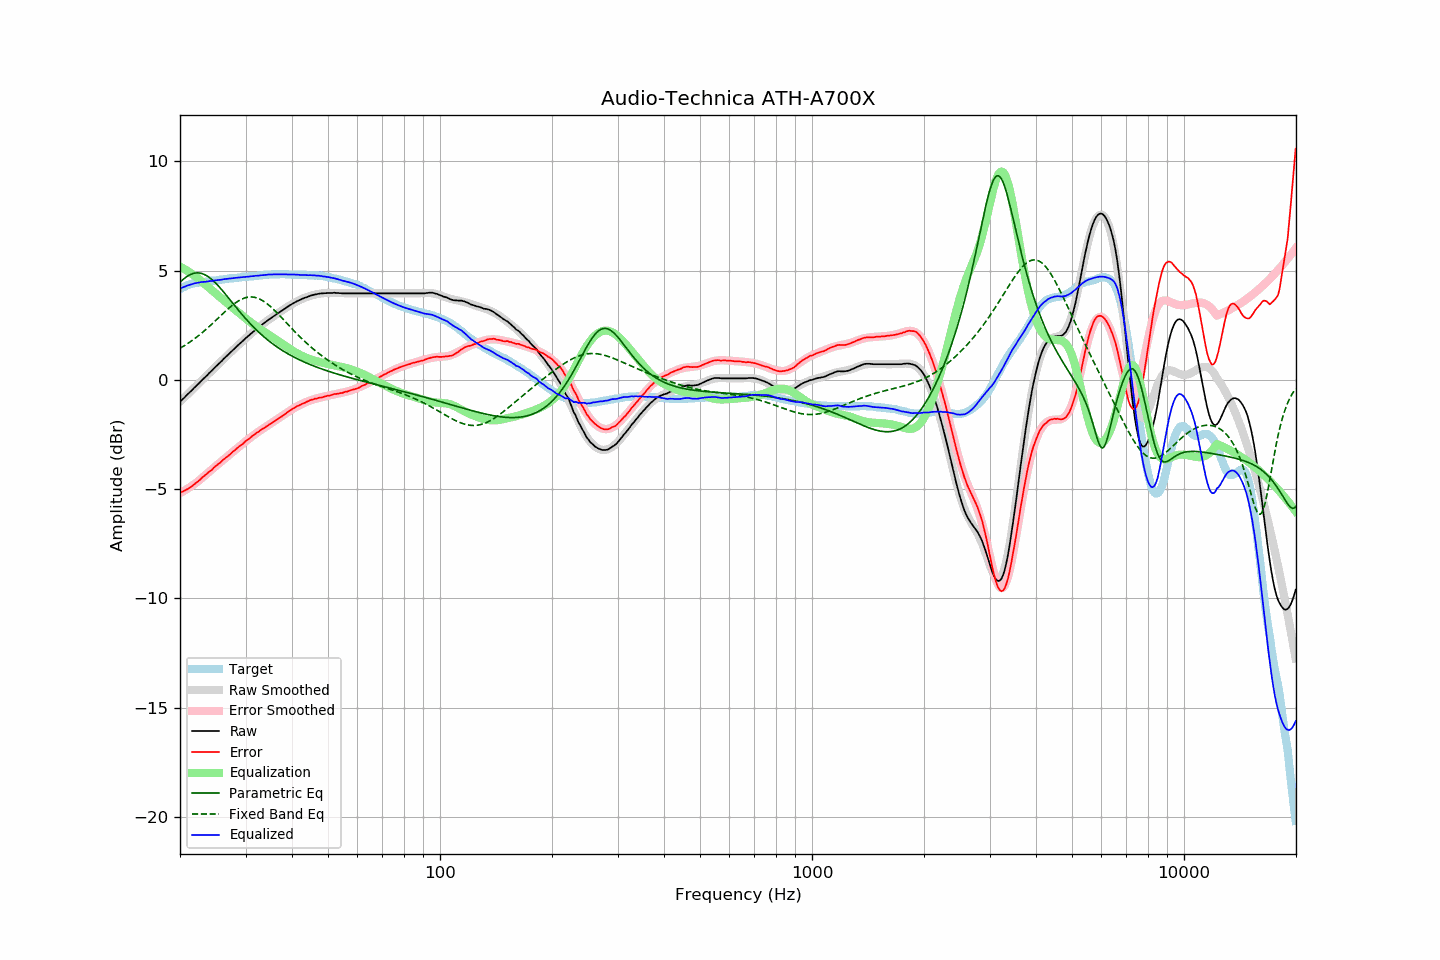 Audio-Technica ATH-A700X
10
5
0
−5
−10
−15
−20
Amplitude (dBr)
Target
Raw Smoothed
Error Smoothed
Raw
Error
Equalization
Parametric Eq
Fixed Band Eq
Equalized
100
1000
10000
Frequency (Hz)